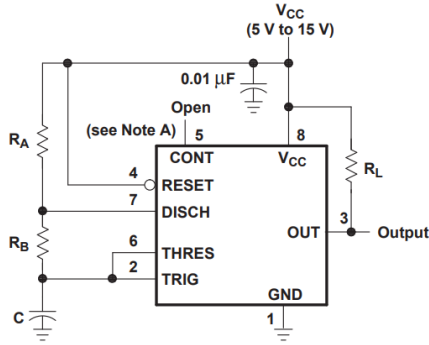 VCC
(5 V to 15 V)
0.01 µF
Open
(see Note A)
5
8
RA
CONT
VCC
RL
4
RESET
7
DISCH
3
OUT
Output
RB
6
THRES
2
TRIG
GND
C
1